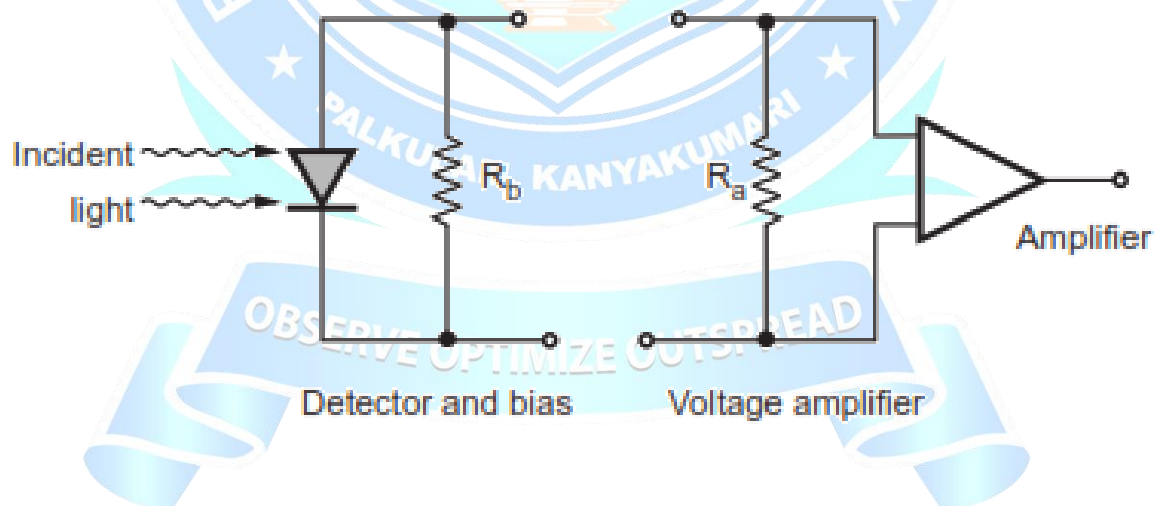 PALKULAM, KANYAKUMARI
Incident
light
R_b
R_a
Amplifier
OBSERVE OPTIMIZE OUTSPREAD
Detector and bias
Voltage amplifier